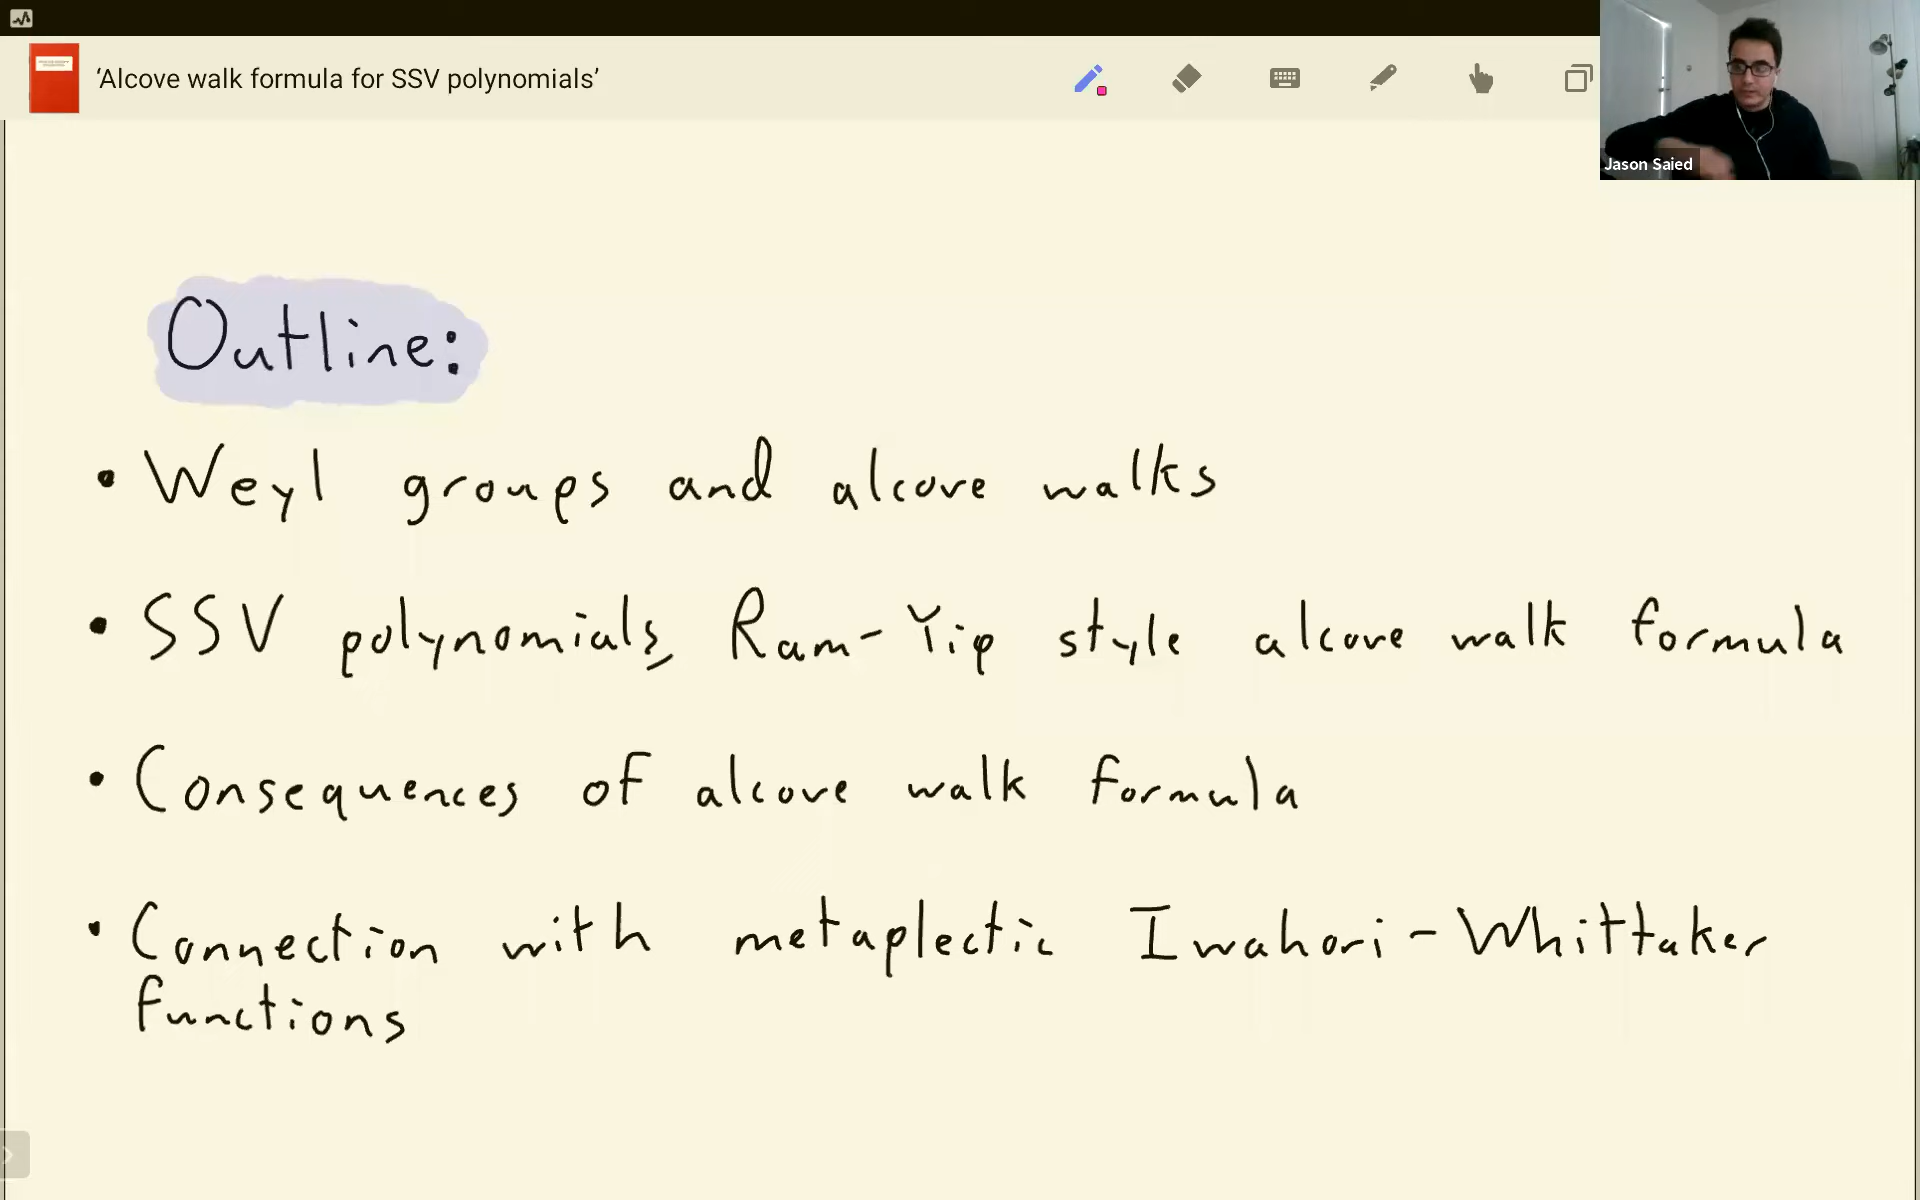 'Alcove walk formula for SSV polynomials'
Jason Saied
Outline:
• Weyl groups and alcove walks
• SSV polynomials, Ram-Yip style alcove walk formula
• Consequences of alcove walk formula
• Connection with metaplectic Iwahori-Whittaker
functions